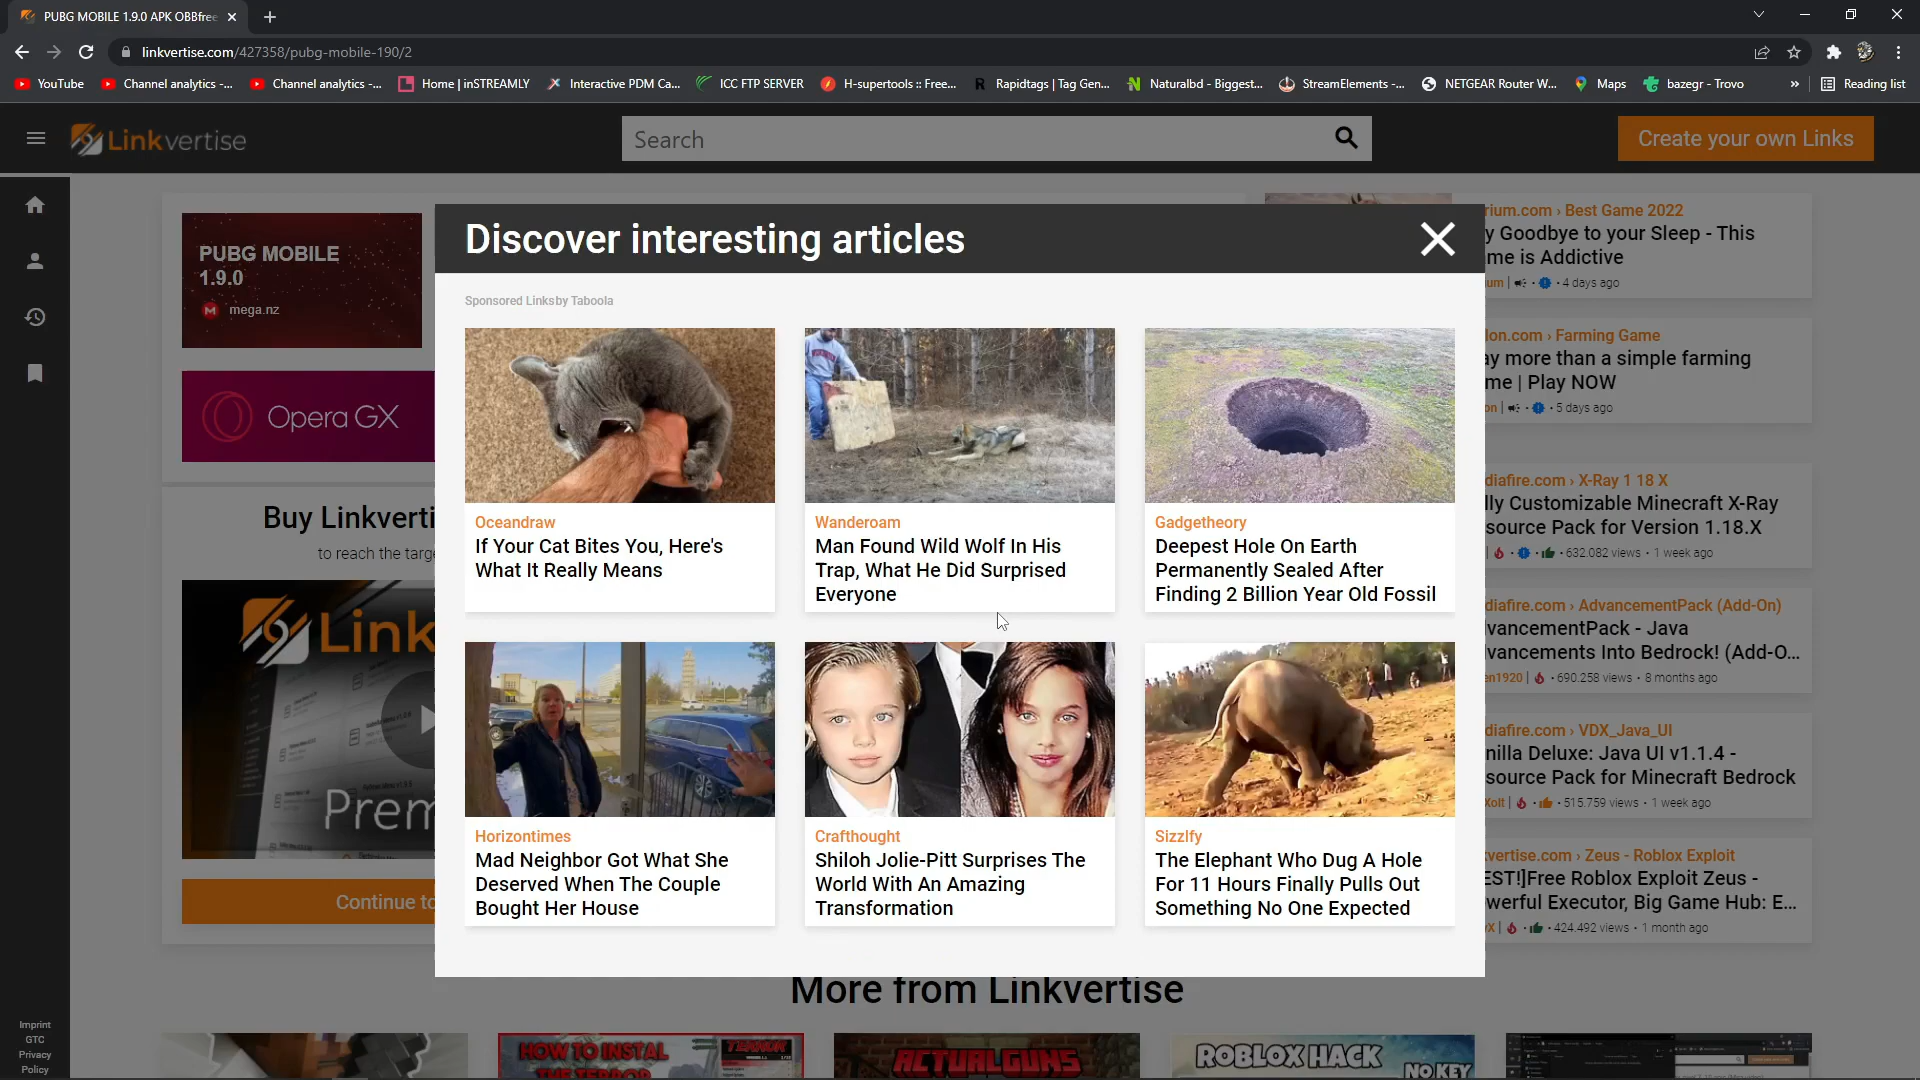 PUBG MOBILE 1.9.0 APK OBBfree
linkvertise.com/427358/pubg-mobile-190/2
YouTube
Channel analytics -...
Channel analytics -...
Home | inSTREAMLY
Interactive PDM Ca...
ICC FTP SERVER
H-supertools :: Free...
Rapidtags | Tag Gen...
Naturalbd - Biggest...
StreamElements -...
NETGEAR Router W...
Maps
bazegr - Trovo
»
Reading list
Linkvertise
Search
Create your own Links
PUBG MOBILE
1.9.0
mega.nz
Opera GX
Buy Linkverti
to reach the targe
Link
Prem
Continue to
Discover interesting articles
Sponsored Linksby Taboola
Oceandraw
If Your Cat Bites You, Here's
What It Really Means
Wanderoam
Man Found Wild Wolf In His
Trap, What He Did Surprised
Everyone
Gadgetheory
Deepest Hole On Earth
Permanently Sealed After
Finding 2 Billion Year Old Fossil
Horizontimes
Mad Neighbor Got What She
Deserved When The Couple
Bought Her House
Crafthought
Shiloh Jolie-Pitt Surprises The
World With An Amazing
Transformation
Sizzlfy
The Elephant Who Dug A Hole
For 11 Hours Finally Pulls Out
Something No One Expected
rium.com › Best Game 2022
y Goodbye to your Sleep - This
me is Addictive
um | • • 4 days ago
lon.com › Farming Game
ay more than a simple farming
me | Play NOW
on | • • 5 days ago
diafire.com › X-Ray 1 18 X
lly Customizable Minecraft X-Ray
source Pack for Version 1.18.X
| • • • 632.082 views • 1 week ago
diafire.com › AdvancementPack (Add-On)
vancementPack - Java
vancements Into Bedrock! (Add-O...
en1920 | • 690.258 views • 8 months ago
diafire.com › VDX_Java_UI
nilla Deluxe: Java UI v1.1.4 -
source Pack for Minecraft Bedrock
Xolt | • • 515.759 views • 1 week ago
kvertise.com › Zeus - Roblox Exploit
EST!]Free Roblox Exploit Zeus -
werful Executor, Big Game Hub: E...
X | • • 424.492 views • 1 month ago
More from Linkvertise
HOW TO INSTAL
THE TERROR
TERROR
ACTUALGUNS
ROBLOX HACK
NO KEY
Imprint
GTC
Privacy
Policy